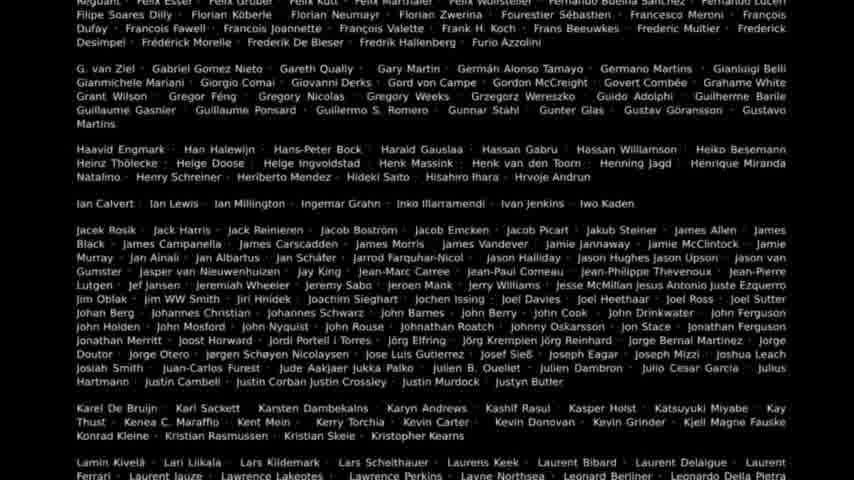 Reguant · Felix Esser · Felix Gruber · Felix Kütt · Felix Marthaler · Felix Wolfsteller · Fernando Buelna Sanchez · Fernando Luceri
Filipe Soares Dilly · Florian Köberle · Florian Neumayr · Florian Zwerina · Fourestier Sébastien · Francesco Meroni · François
Dufay · Francois Fawell · Francois Joannette · François Valette · Frank H. Koch · Frans Beeuwkes · Frederic Multier · Frederick
Desimpel · Frédérick Morelle · Frederik De Bleser · fredrik Hallenberg · Furio Azzolini
G. van Ziel · Gabriel Gomez Nieto · Gareth Qually · Gary Martin · Germán Alonso Tamayo · Germano Martins · Gianluigi Belli
Gianmichele Mariani · Giorgio Comai · Giovanni Derks · Gord von Campe · Gordon McCreight · Govert Combée · Grahame White
Grant Wilson · Gregor Féng · Gregory Nicolas · Gregory Weeks · Grzegorz Wereszko · Guido Adolphi · Guilherme Barile
Guillaume Gasnier · Guillaume Ponsard · Guillermo S. Romero · Gunnar Ståhl · Gunter Glas · Gustav Göransson · Gustavo
Martins
Haavid Engmark · Han Halewijn · Hans-Peter Bock · Harald Gauslaa · Hassan Gabru · Hassan Williamson · Heiko Besemann
Heinz Thölecke · Helge Doose · Helge Ingvoldstad · Henk Massink · Henk van den Toorn · Henning Jagd · Henrique Miranda
Natalino · Henry Schreiner · Heriberto Mendez · Hideki Saito · Hisahiro Ihara · Hrvoje Andrun
Ian Calvert · Ian Lewis · Ian Millington · Ingemar Grahn · Inko Illarramendi · Ivan Jenkins · Iwo Kaden
Jacek Rosik · Jack Harris · Jack Reinieren · Jacob Boström · Jacob Emcken · Jacob Picart · Jakub Steiner · James Allen · James
Black · James Campanella · James Carscadden · James Morris · James Vandever · Jamie Jannaway · Jamie McClintock · Jamie
Murray · Jan Ainali · Jan Albartus · Jan Schäfer · Jarrod Farquhar-Nicol · Jason Halliday · Jason Hughes Jason Upson · Jason van
Gumster · Jasper van Nieuwenhuizen · Jay King · Jean-Marc Carree · Jean-Paul Comeau · Jean-Philippe Thevenoux · Jean-Pierre
Lutgen · Jef Jansen · Jeremiah Wheeler · Jeremy Sabo · Jeroen Mank · Jerry Williams · Jesse McMillan Jesus Antonio Juste Ezquerro
Jim Oblak · Jim WW Smith · Jiri Hnídek · Joachim Sieghart · Jochen Issing · Joel Davies · Joel Heethaar · Joel Ross · Joel Sutter
Johan Berg · Johannes Christian · Johannes Schwarz · John Barnes · John Berry · John Cook · John Drinkwater · John Ferguson
John Holden · John Mosford · John Nyquist · John Rouse · Johnathan Roatch · Johnny Oskarsson · Jon Stace · Jonathan Ferguson
Jonathan Merritt · Joost Horward · Jordi Portell i Torres · Jörg Elfring · Jörg Krempien Jörg Reinhard · Jorge Bernal Martinez · Jorge
Doutor · Jorge Otero · Jørgen Schøyen Nicolaysen · Jose Luis Gutierrez · Josef Sieß · Joseph Eagar · Joseph Mizzi · Joshua Leach
Josiah Smith · Juan-Carlos Furest · Jude Aakjaer Jukka Palko · Julien B. Ouellet · Julien Dambron · Julio Cesar Garcia · Julius
Hartmann · Justin Cambell · Justin Corban Justin Crossley · Justin Murdock · Justyn Butler
Karel De Bruijn · Karl Sackett · Karsten Dambekalns · Karyn Andrews · Kashif Rasul · Kasper Holst · Katsuyuki Miyabe · Kay
Thust · Kenea C. Maraffio · Kent Mein · Kerry Torchia · Kevin Carter · Kevin Donovan · Kevin Grinder · Kjell Magne Fauske
Konrad Kleine · Kristian Rasmussen · Kristian Skeie · Kristopher Kearns
Lamin Kivelä · Lari Liikala · Lars Kildemark · Lars Schelthauer · Laurens Keek · Laurent Bibard · Laurent Delaigue · Laurent
Ferrari · Laurent Jauze · Lawrence Lakeotes · Lawrence Perkins · Layne Northsea · Leonard Berliner · Leonardo Della Pietra